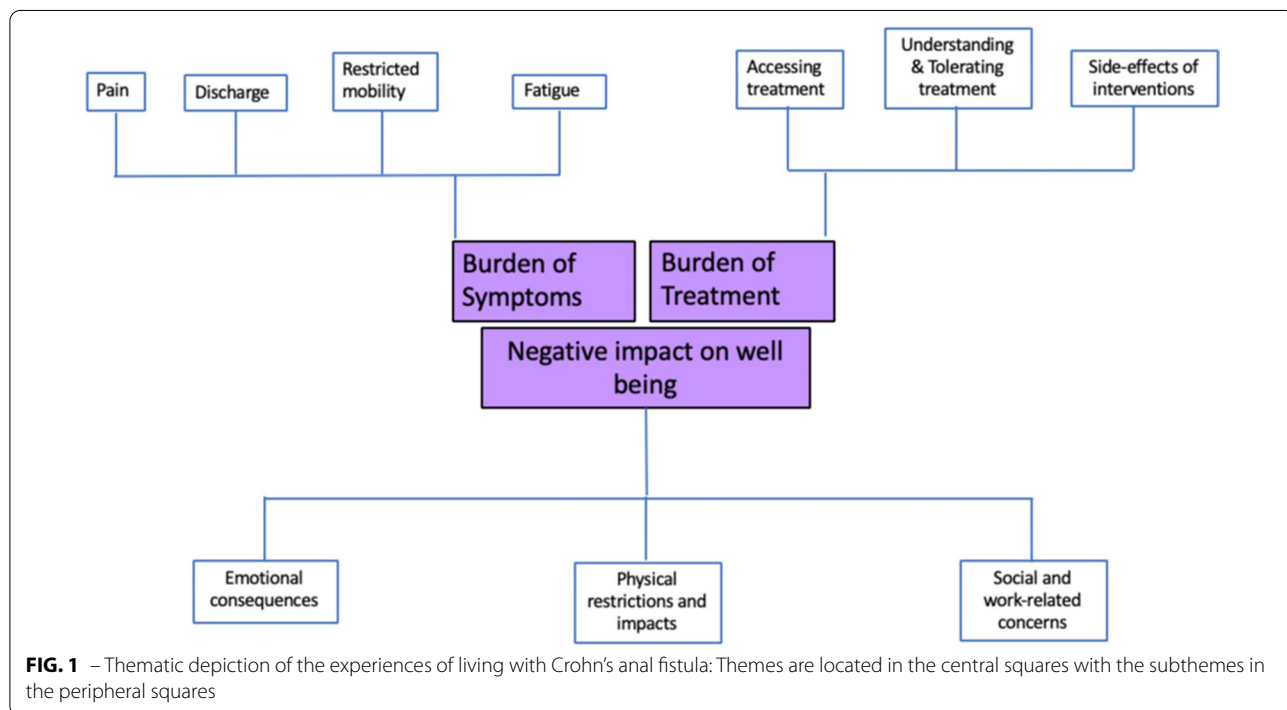 Pain
Discharge
Restricted
mobility
Fatigue
Accessing
treatment
Understanding
& Tolerating
treatment
Side-effects of
interventions
Burden of
Symptoms
Burden of
Treatment
Negative impact on well
being
Emotional
consequences
Physical
restrictions and
impacts
Social and
work-related
concerns
FIG. 1 – Thematic depiction of the experiences of living with Crohn’s anal fistula: Themes are located in the central squares with the subthemes in
the peripheral squares